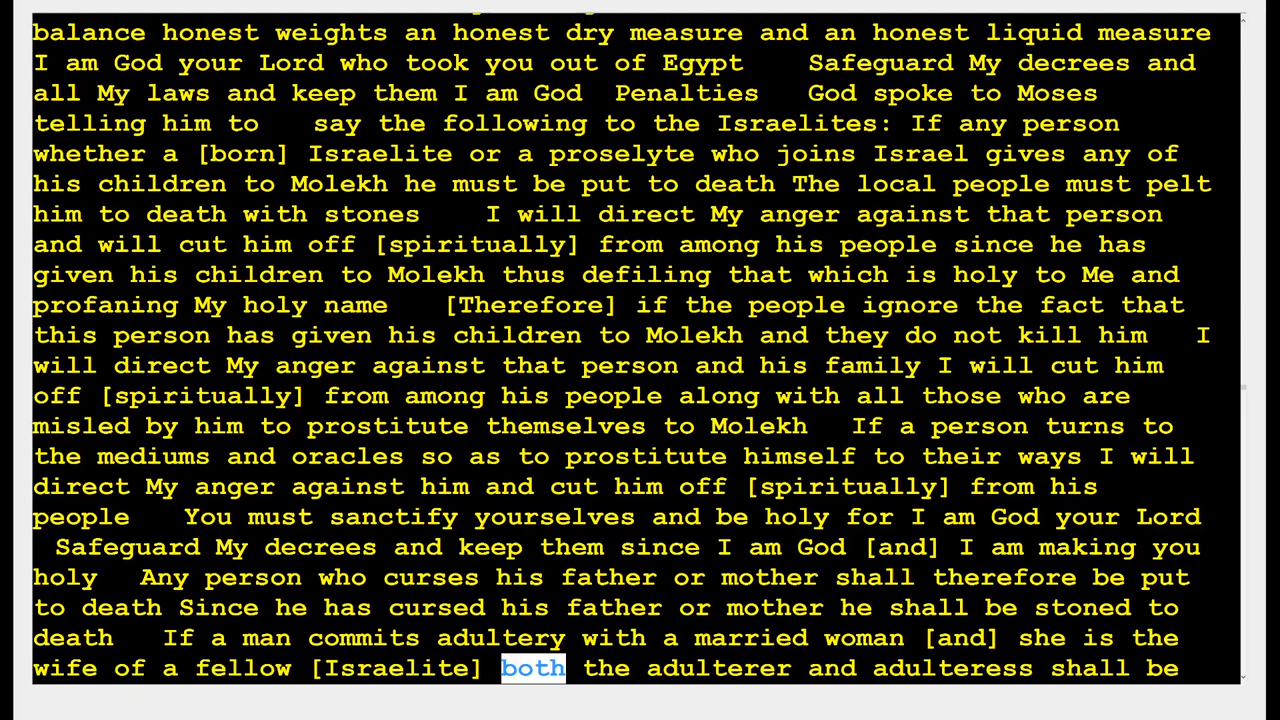 balance honest weights an honest dry measure and an honest liquid measure
I am God your Lord who took you out of Egypt    Safeguard My decrees and
all My laws and keep them I am God  Penalties   God spoke to Moses
telling him to   say the following to the Israelites: If any person
whether a [born] Israelite or a proselyte who joins Israel gives any of
his children to Molekh he must be put to death The local people must pelt
him to death with stones    I will direct My anger against that person
and will cut him off [spiritually] from among his people since he has
given his children to Molekh thus defiling that which is holy to Me and
profaning My holy name   [Therefore] if the people ignore the fact that
this person has given his children to Molekh and they do not kill him   I
will direct My anger against that person and his family I will cut him
off [spiritually] from among his people along with all those who are
misled by him to prostitute themselves to Molekh   If a person turns to
the mediums and oracles so as to prostitute himself to their ways I will
direct My anger against him and cut him off [spiritually] from his
people   You must sanctify yourselves and be holy for I am God your Lord
Safeguard My decrees and keep them since I am God [and] I am making you
holy   Any person who curses his father or mother shall therefore be put
to death Since he has cursed his father or mother he shall be stoned to
death   If a man commits adultery with a married woman [and] she is the
wife of a fellow [Israelite] both the adulterer and adulteress shall be